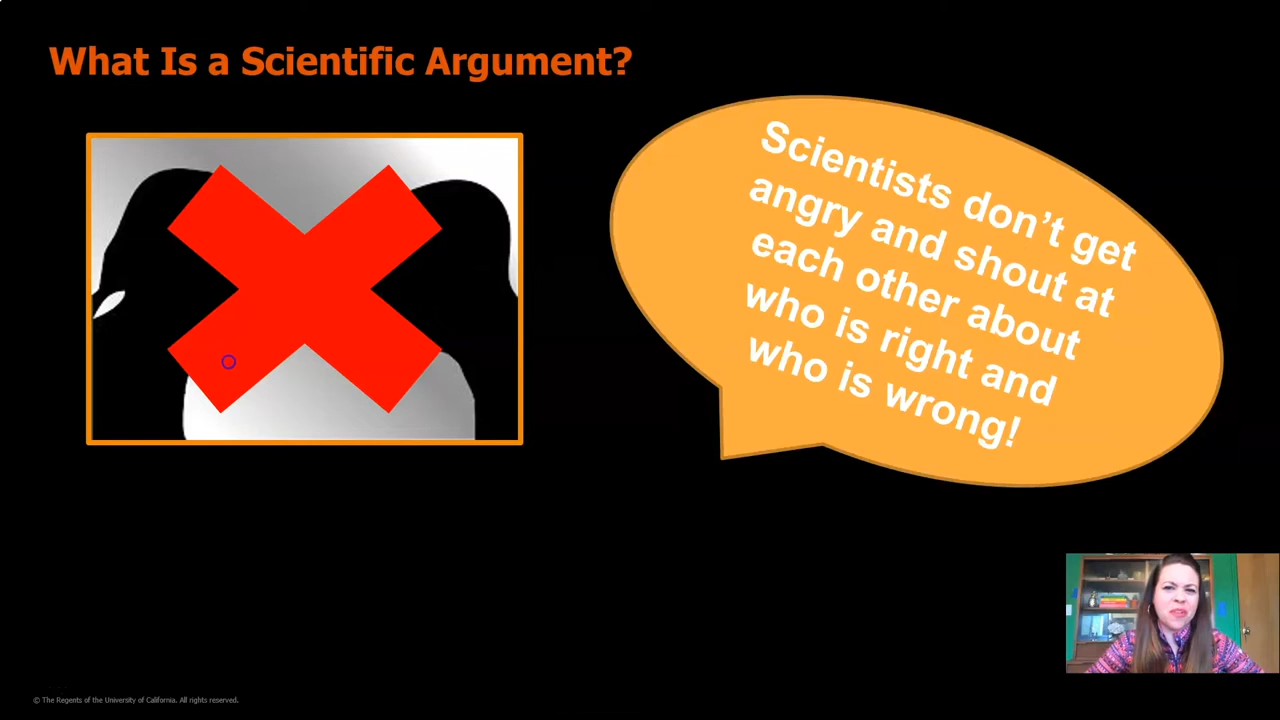 What Is a Scientific Argument?
Scientists don’t get
angry and shout at
each other about
who is right and
who is wrong!
© The Regents of the University of California. All rights reserved.